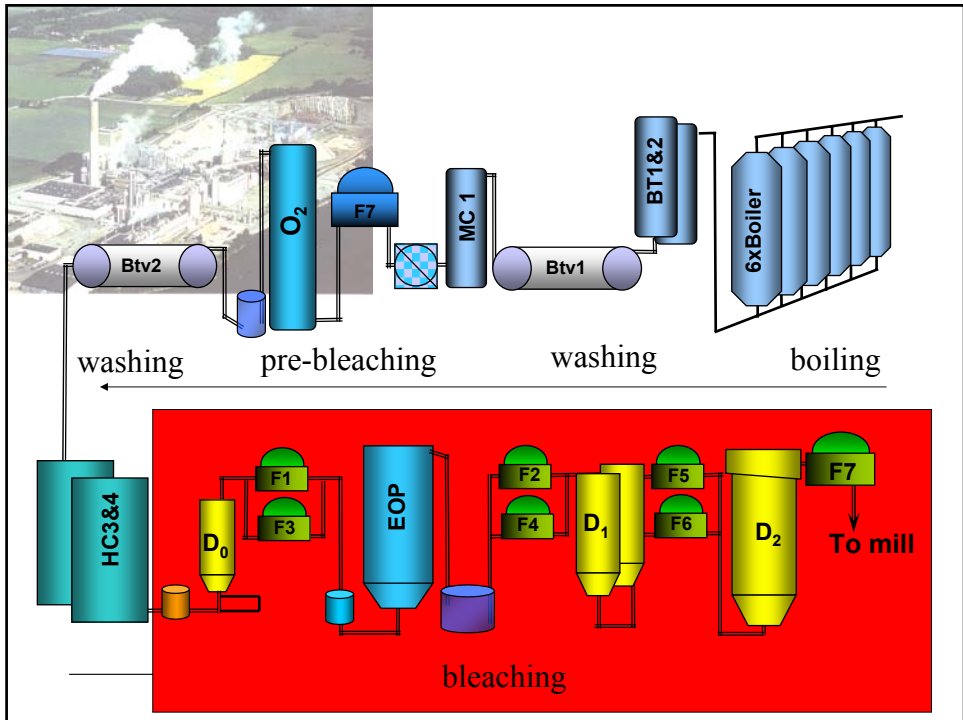 BT1&2
6xBoiler
O₂
F7
MC 1
Btv2
Btv1
washing
pre-bleaching
washing
boiling
HC3&4
D₀
F1
F3
EOP
F2
F4
D₁
F5
F6
D₂
F7
To mill
bleaching